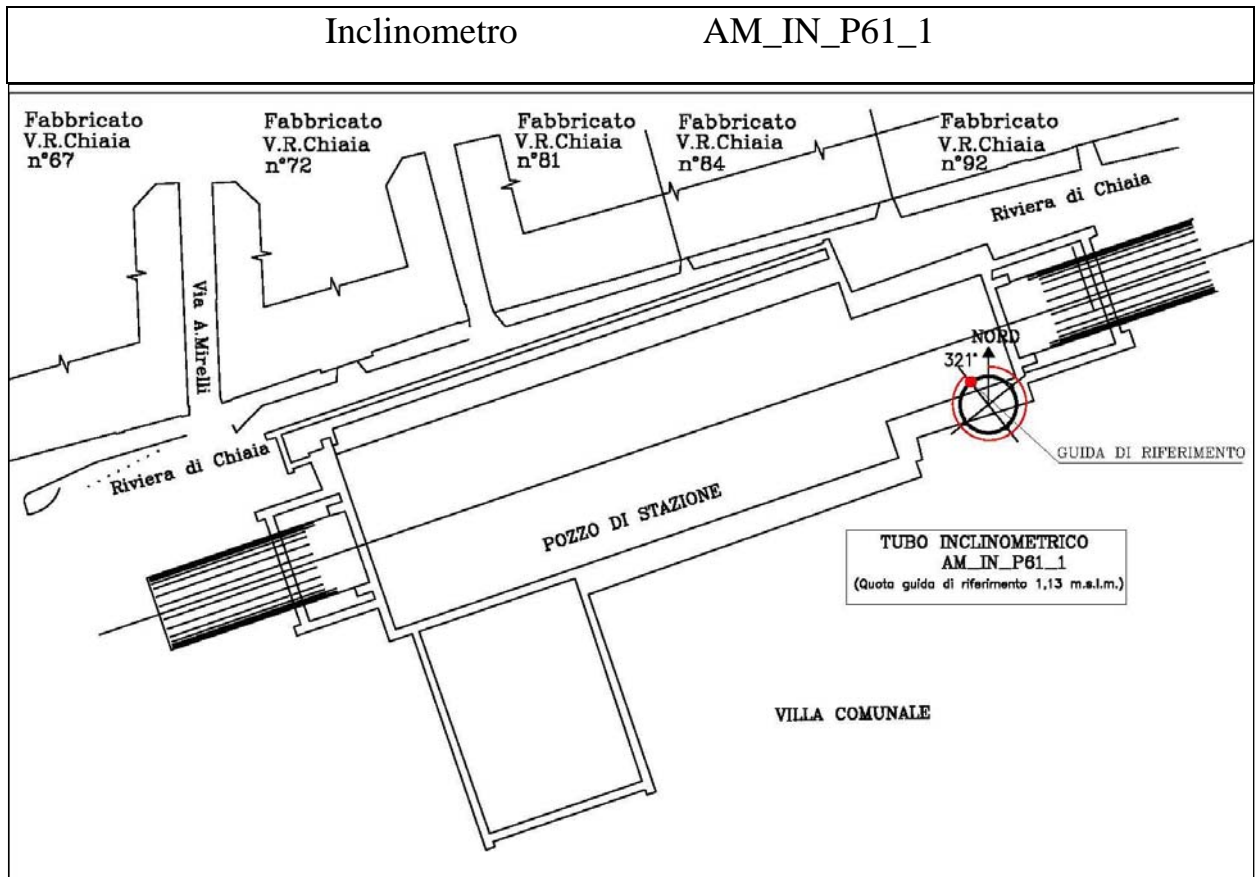 Inclinometro AM_IN_P61_1
Fabbricato
V.R.Chiaia
n°67
Fabbricato
V.R.Chiaia
n°72
Fabbricato
V.R.Chiaia
n°81
Fabbricato
V.R.Chiaia
n°84
Fabbricato
V.R.Chiaia
n°92
Riviera di Chiaia
Via A.Mirelli
NORD
321°
GUIDA DI RIFERIMENTO
Riviera di Chiaia
POZZO DI STAZIONE
TUBO INCLINOMETRICO
AM_IN_P61_1
(Quota guida di riferimento 1,13 m.s.l.m.)
VILLA COMUNALE